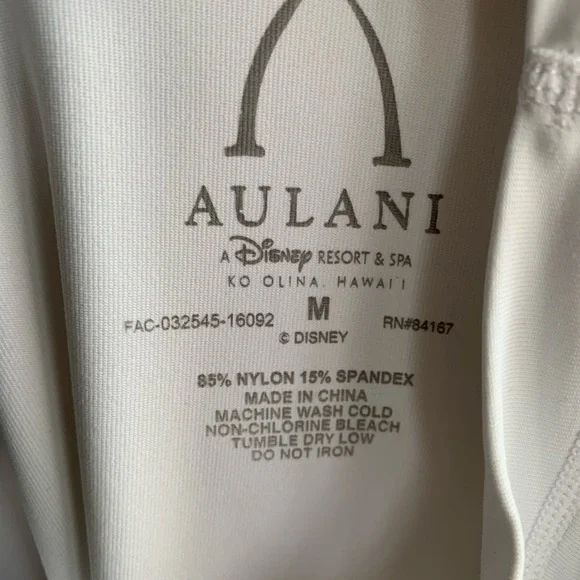 AULANI
A Disney RESORT & SPA
KO OLINA, HAWAI'I
M
FAC-032545-16092 RN#84167
© DISNEY
85% NYLON 15% SPANDEX
MADE IN CHINA
MACHINE WASH COLD
NON-CHLORINE BLEACH
TUMBLE DRY LOW
DO NOT IRON